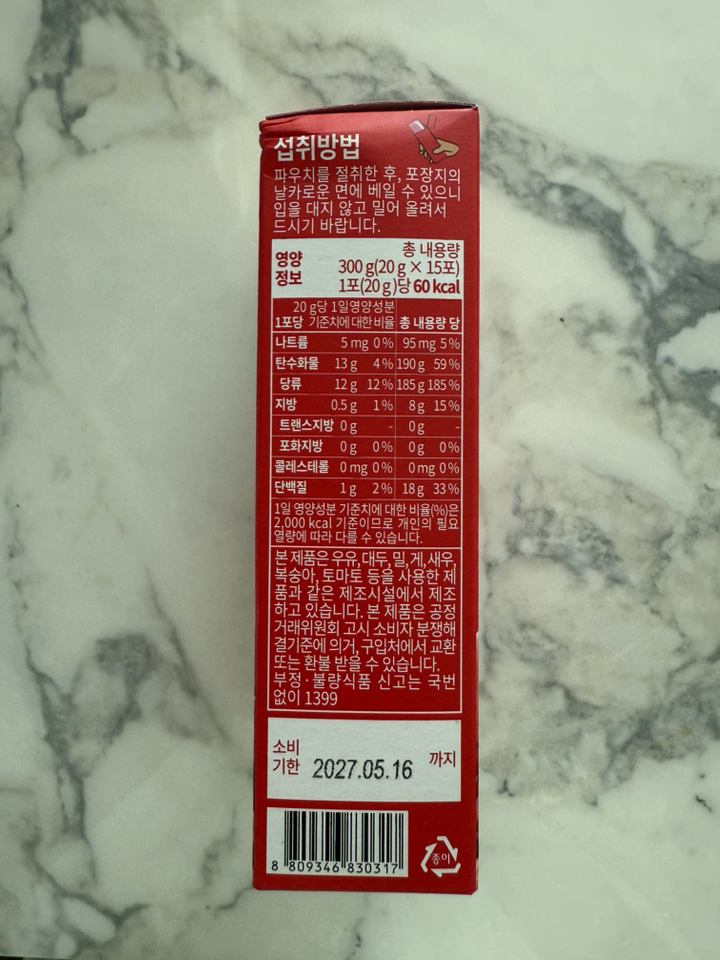 섭취방법
파우치를 절취한 후, 포장지의
날카로운 면에 베일 수 있으니
입을 대지 않고 밀어 올려서
드시기 바랍니다.
영양
정보
총 내용량
300 g(20 g × 15포)
1포(20 g)당 60 kcal
20 g당 1일영양성분
1포당 기준치에 대한 비율 총 내용량 당
나트륨 5 mg 0 % 95 mg 5 %
탄수화물 13 g 4 % 190 g 59 %
당류 12 g 12 % 185 g 185 %
지방 0.5 g 1 % 8 g 15 %
트랜스지방 0 g - 0 g -
포화지방 0 g 0 % 0 g 0 %
콜레스테롤 0 mg 0 % 0 mg 0 %
단백질 1 g 2 % 18 g 33 %
1일 영양성분 기준치에 대한 비율(%)은
2,000 kcal 기준이므로 개인의 필요
열량에 따라 다를 수 있습니다.
본 제품은 우유, 대두, 밀, 게, 새우,
복숭아, 토마토 등을 사용한 제
품과 같은 제조시설에서 제조
하고 있습니다. 본 제품은 공정
거래위원회 고시 소비자 분쟁해
결기준에 의거, 구입처에서 교환
또는 환불 받을 수 있습니다.
부정·불량식품 신고는 국번
없이 1399
소비
기한 2027.05.16 까지
8 809346 830317
종이